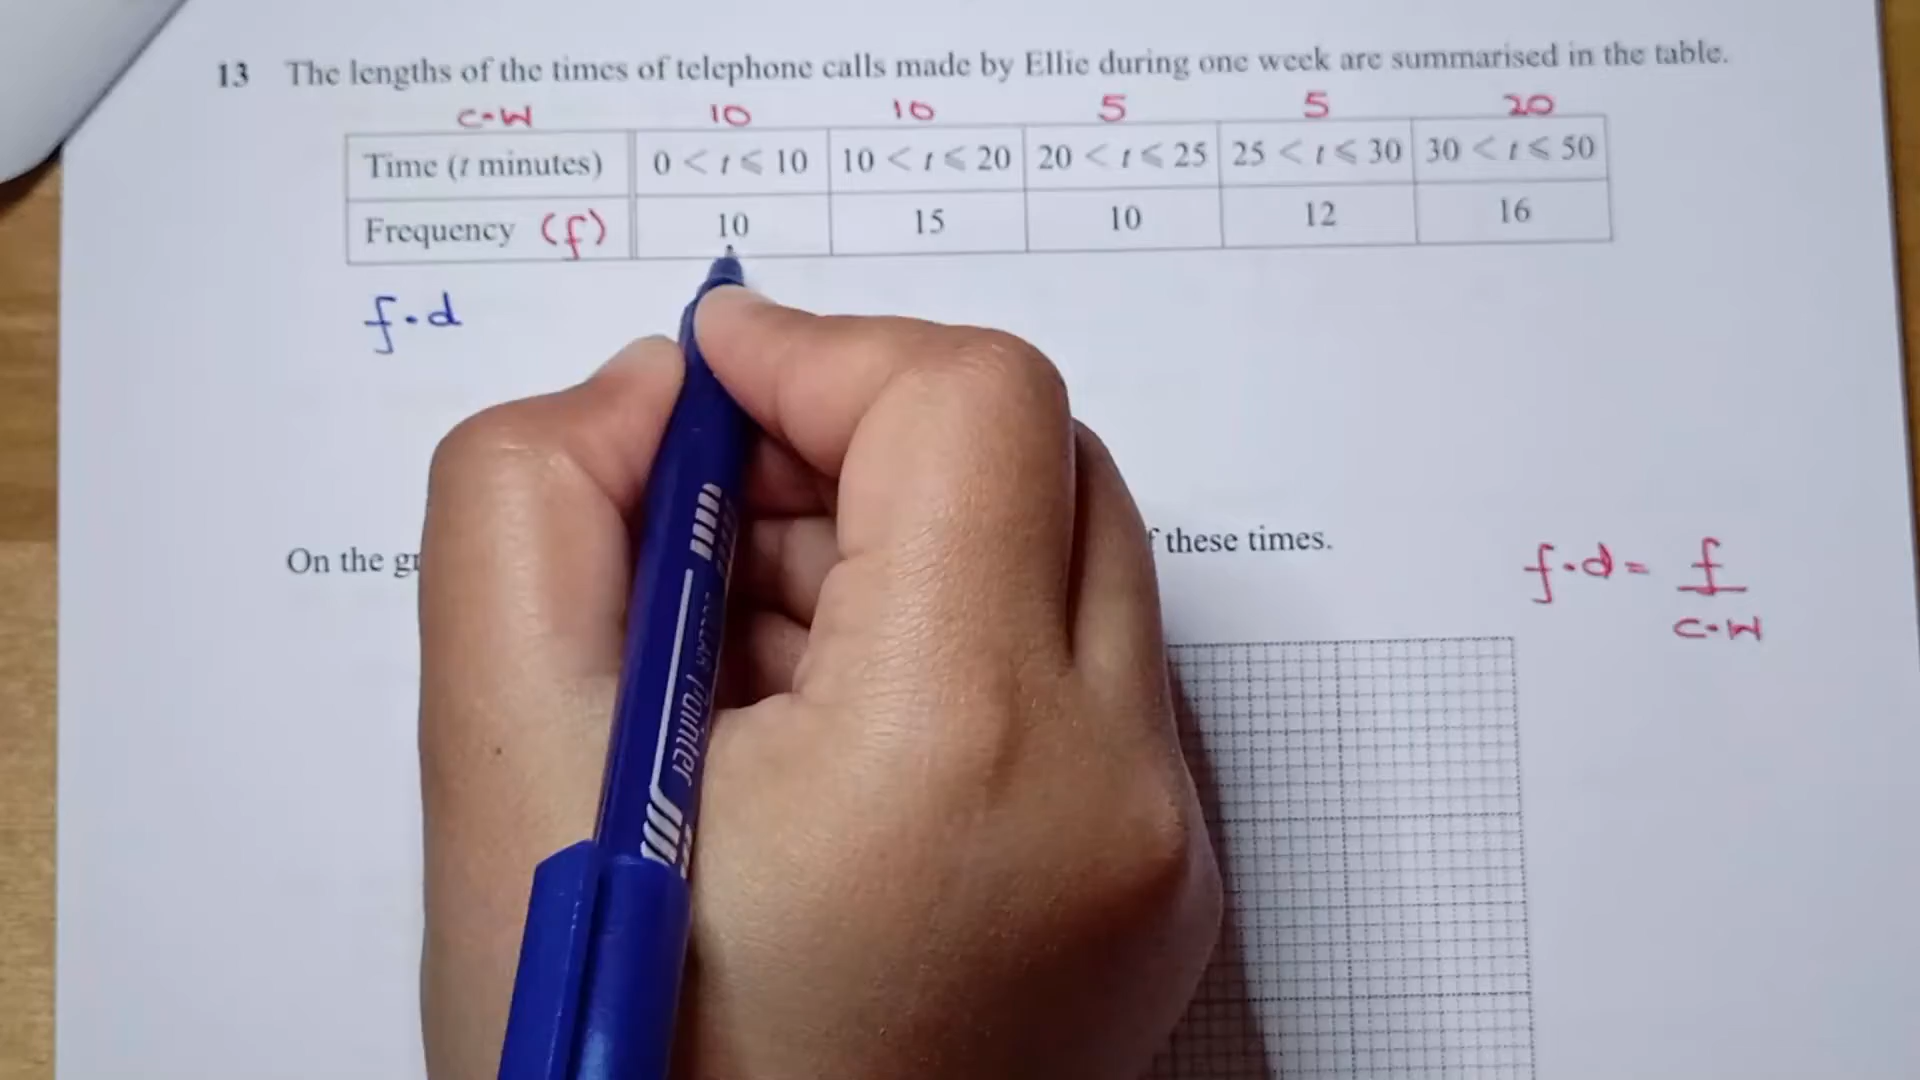 13 The lengths of the times of telephone calls made by Ellie during one week are summarised in the table.
c·w 10 10 5 5 20
Time (t minutes) 0 < t ⩽ 10 10 < t ⩽ 20 20 < t ⩽ 25 25 < t ⩽ 30 30 < t ⩽ 50
Frequency (f) 10 15 10 12 16
f·d
On the these times.
f·d = f
c·w
Pointer